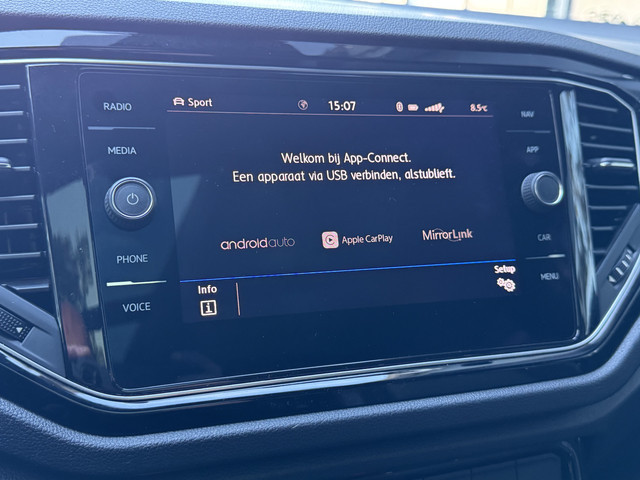 RADIO
MEDIA
PHONE
VOICE
Sport
15:07
8.5°C
Welkom bij App-Connect.
Een apparaat via USB verbinden, alstublieft.
androidauto
Apple CarPlay
MirrorLink
Info
Setup
NAV
APP
CAR
MENU